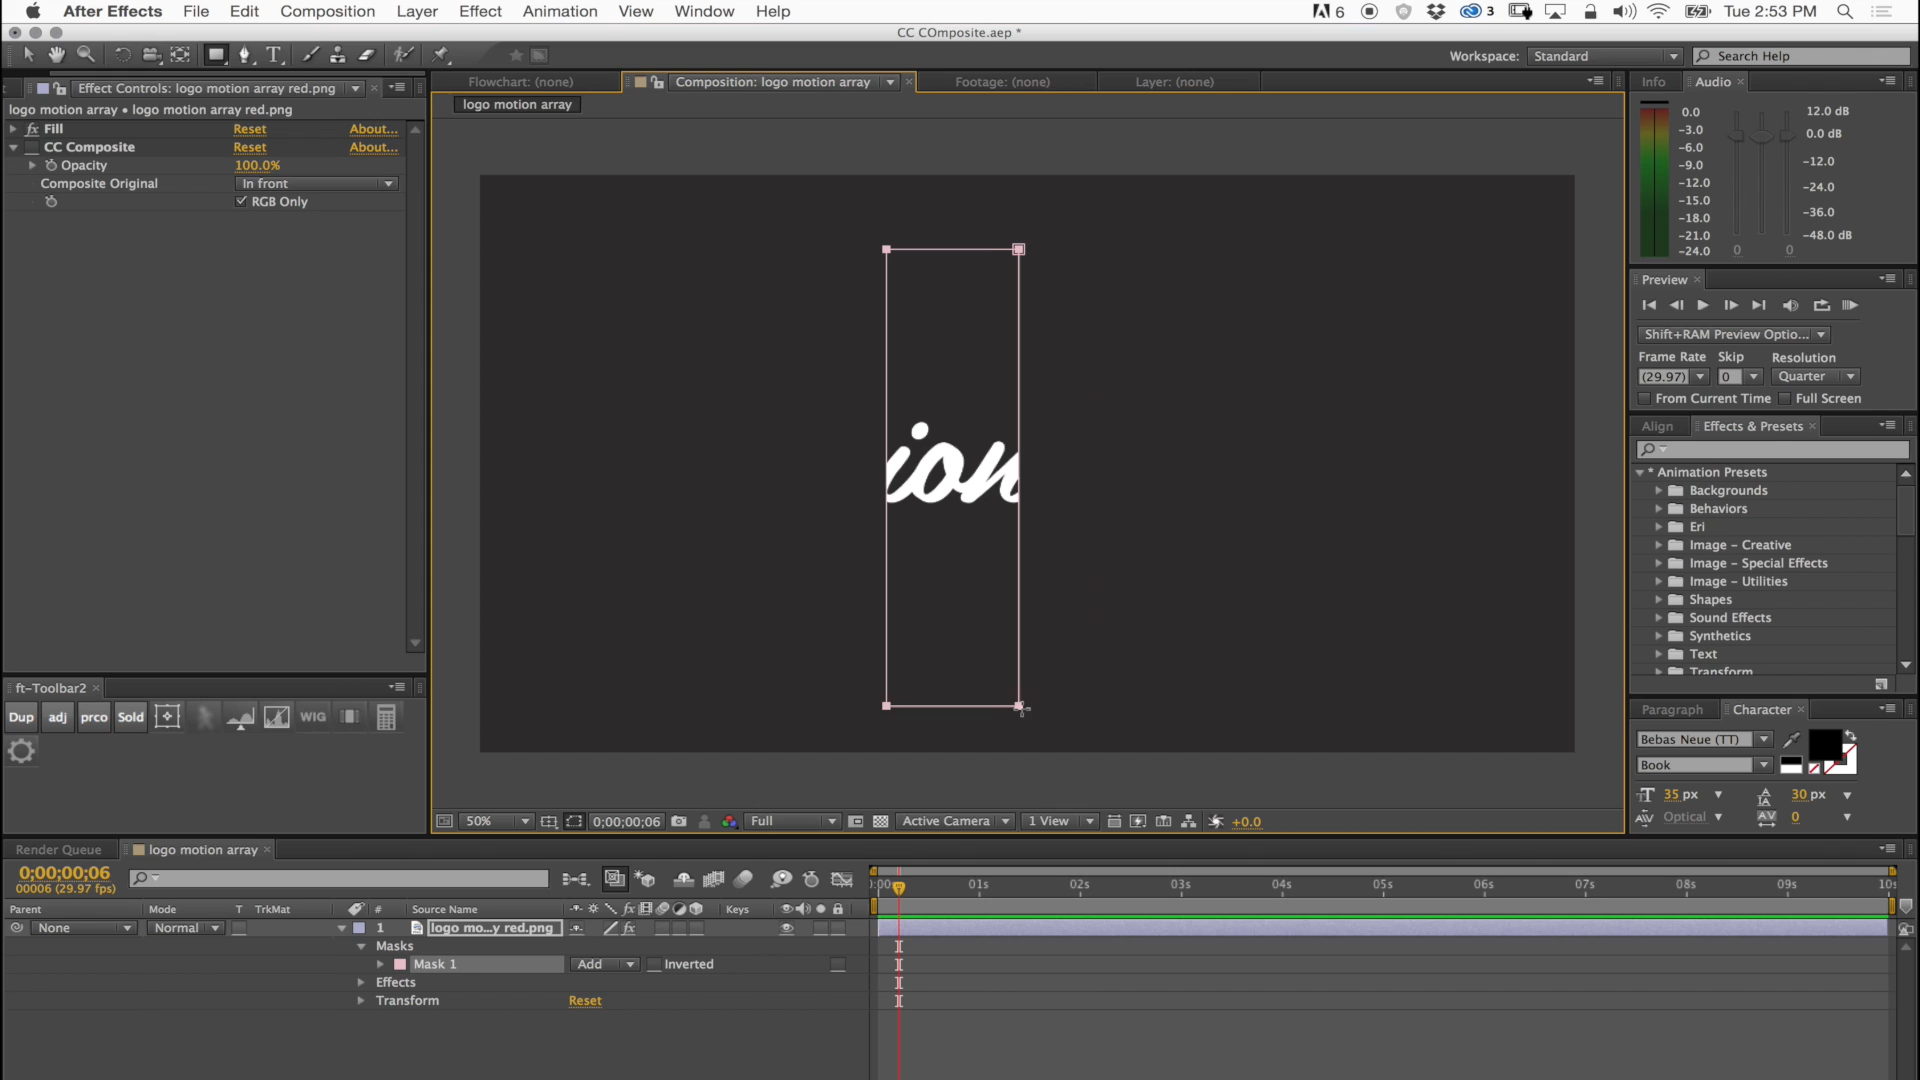 After Effects File Edit Composition Layer Effect Animation View Window Help 6 3 Tue 2:53 PM
CC COmposite.aep *
T Workspace: Standard Search Help
Effect Controls: logo motion array red.png
logo motion array • logo motion array red.png
fx Fill Reset About...
CC Composite Reset About...
Opacity 100.0%
Composite Original In front
RGB Only
Flowchart: (none) Composition: logo motion array Footage: (none) Layer: (none)
logo motion array
ion
Info Audio
0.0
-3.0
-6.0
-9.0
-12.0
-15.0
-18.0
-21.0
-24.0
12.0 dB
0.0 dB
-12.0
-24.0
-36.0
-48.0 dB
0 0
Preview
Shift+RAM Preview Optio...
Frame Rate Skip Resolution
(29.97) 0 Quarter
From Current Time Full Screen
Align Effects & Presets
* Animation Presets
Backgrounds
Behaviors
Eri
Image – Creative
Image – Special Effects
Image – Utilities
Shapes
Sound Effects
Synthetics
Text
Transform
ft-Toolbar2
Dup adj prco Sold WIG
Paragraph Character
Bebas Neue (TT)
Book
35 px 30 px
Optical 0
50% 0;00;00;06 Full Active Camera 1 View +0.0
Render Queue logo motion array
0;00;00;06
00006 (29.97 fps)
Parent Mode T TrkMat # Source Name fx Keys
None Normal 1 logo mo...y red.png fx
Masks
Mask 1 Add Inverted
Effects
Transform Reset
):00s 01s 02s 03s 04s 05s 06s 07s 08s 09s 10s